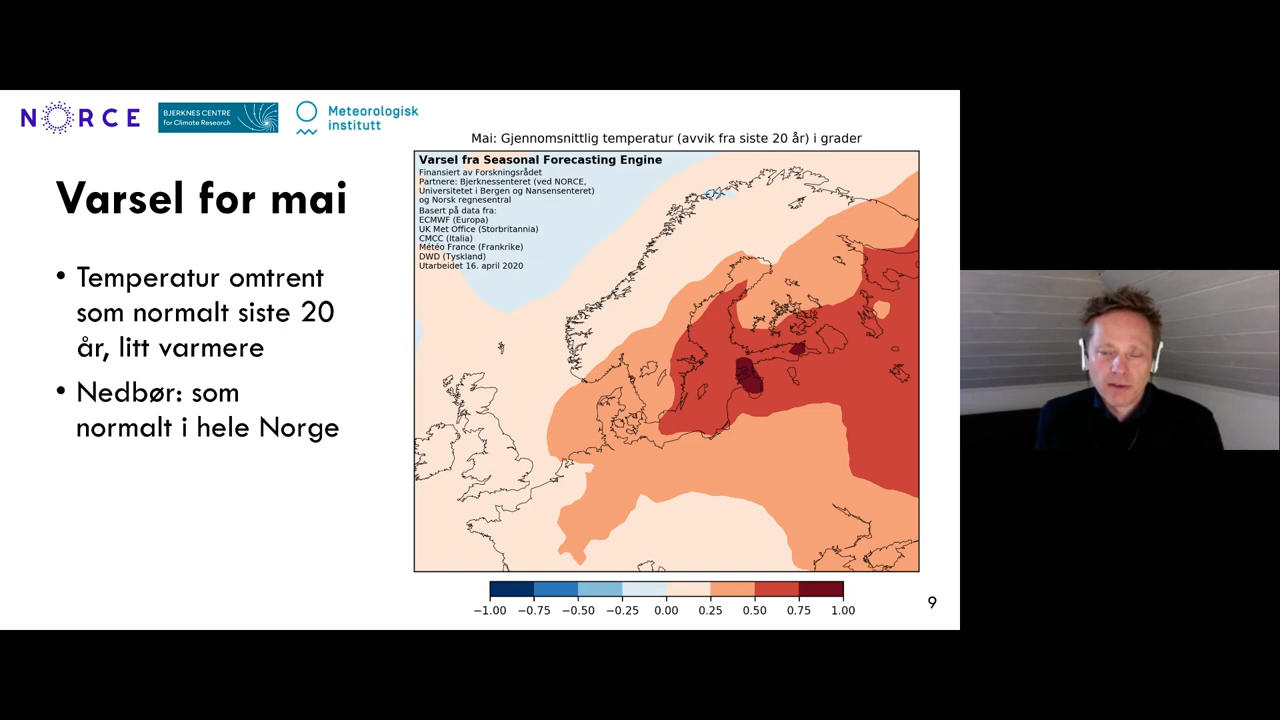 NORCE
BJERKNES CENTRE
for Climate Research
Meteorologisk
institutt
Varsel for mai
• Temperatur omtrent
som normalt siste 20
år, litt varmere
• Nedbør: som
normalt i hele Norge
Mai: Gjennomsnittlig temperatur (avvik fra siste 20 år) i grader
Varsel fra Seasonal Forecasting Engine
Finansiert av Forskningsrådet
Partnere: Bjerknessenteret (ved NORCE,
Universitetet i Bergen og Nansensenteret)
og Norsk regnesentral
Basert på data fra:
ECMWF (Europa)
UK Met Office (Storbritannia)
CMCC (Italia)
Météo France (Frankrike)
DWD (Tyskland)
Utarbeidet 16. april 2020
−1.00 −0.75 −0.50 −0.25 0.00 0.25 0.50 0.75 1.00
9